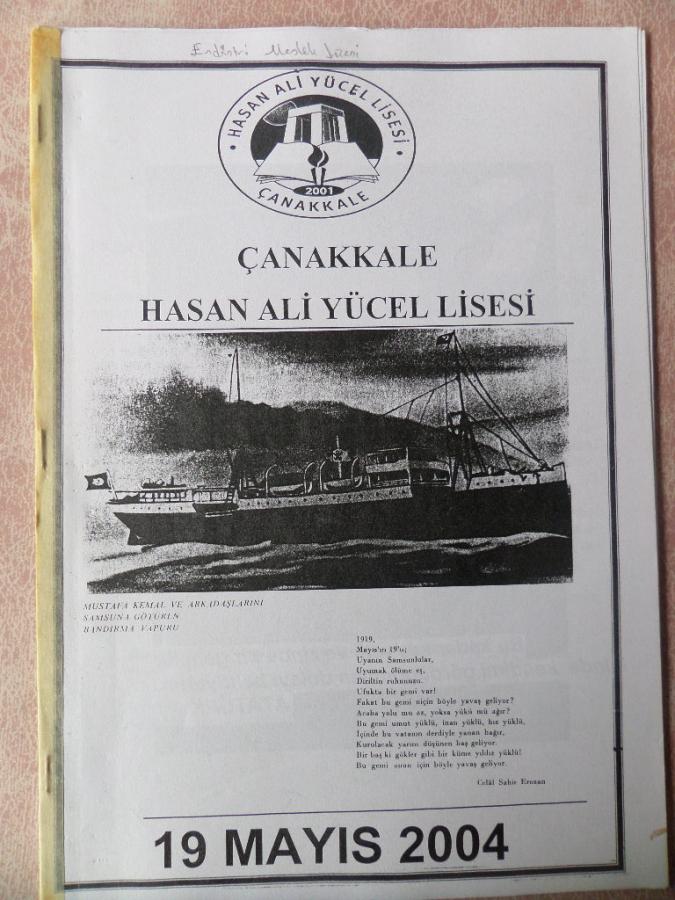 Endüstri Meslek Lisesi
• HASAN ALİ YÜCEL LİSESİ •
2001
ÇANAKKALE
ÇANAKKALE
HASAN ALİ YÜCEL LİSESİ
MUSTAFA KEMAL VE ARKADAŞLARINI
SAMSUNA GÖTÜREN
BANDIRMA VAPURU
1919,
Mayıs'ın 19'u;
Uyanın Samsunlular,
Uyumak ölüme eş,
Diriltin ruhunuzu.
Ufukta bir gemi var!
Fakat bu gemi niçin böyle yavaş geliyor?
Araba yolu mu az, yoksa yükü mü ağır?
Bu gemi umut yüklü, inan yüklü, hız yüklü,
İçinde bu vatanın derdiyle yanan bağır,
Kurulacak yarını düşünen baş geliyor.
Bir baş ki gökler gibi bir küme yıldız yüklü!
Bu gemi onun için böyle yavaş geliyor.
Celâl Sahir Erozan
19 MAYIS 2004